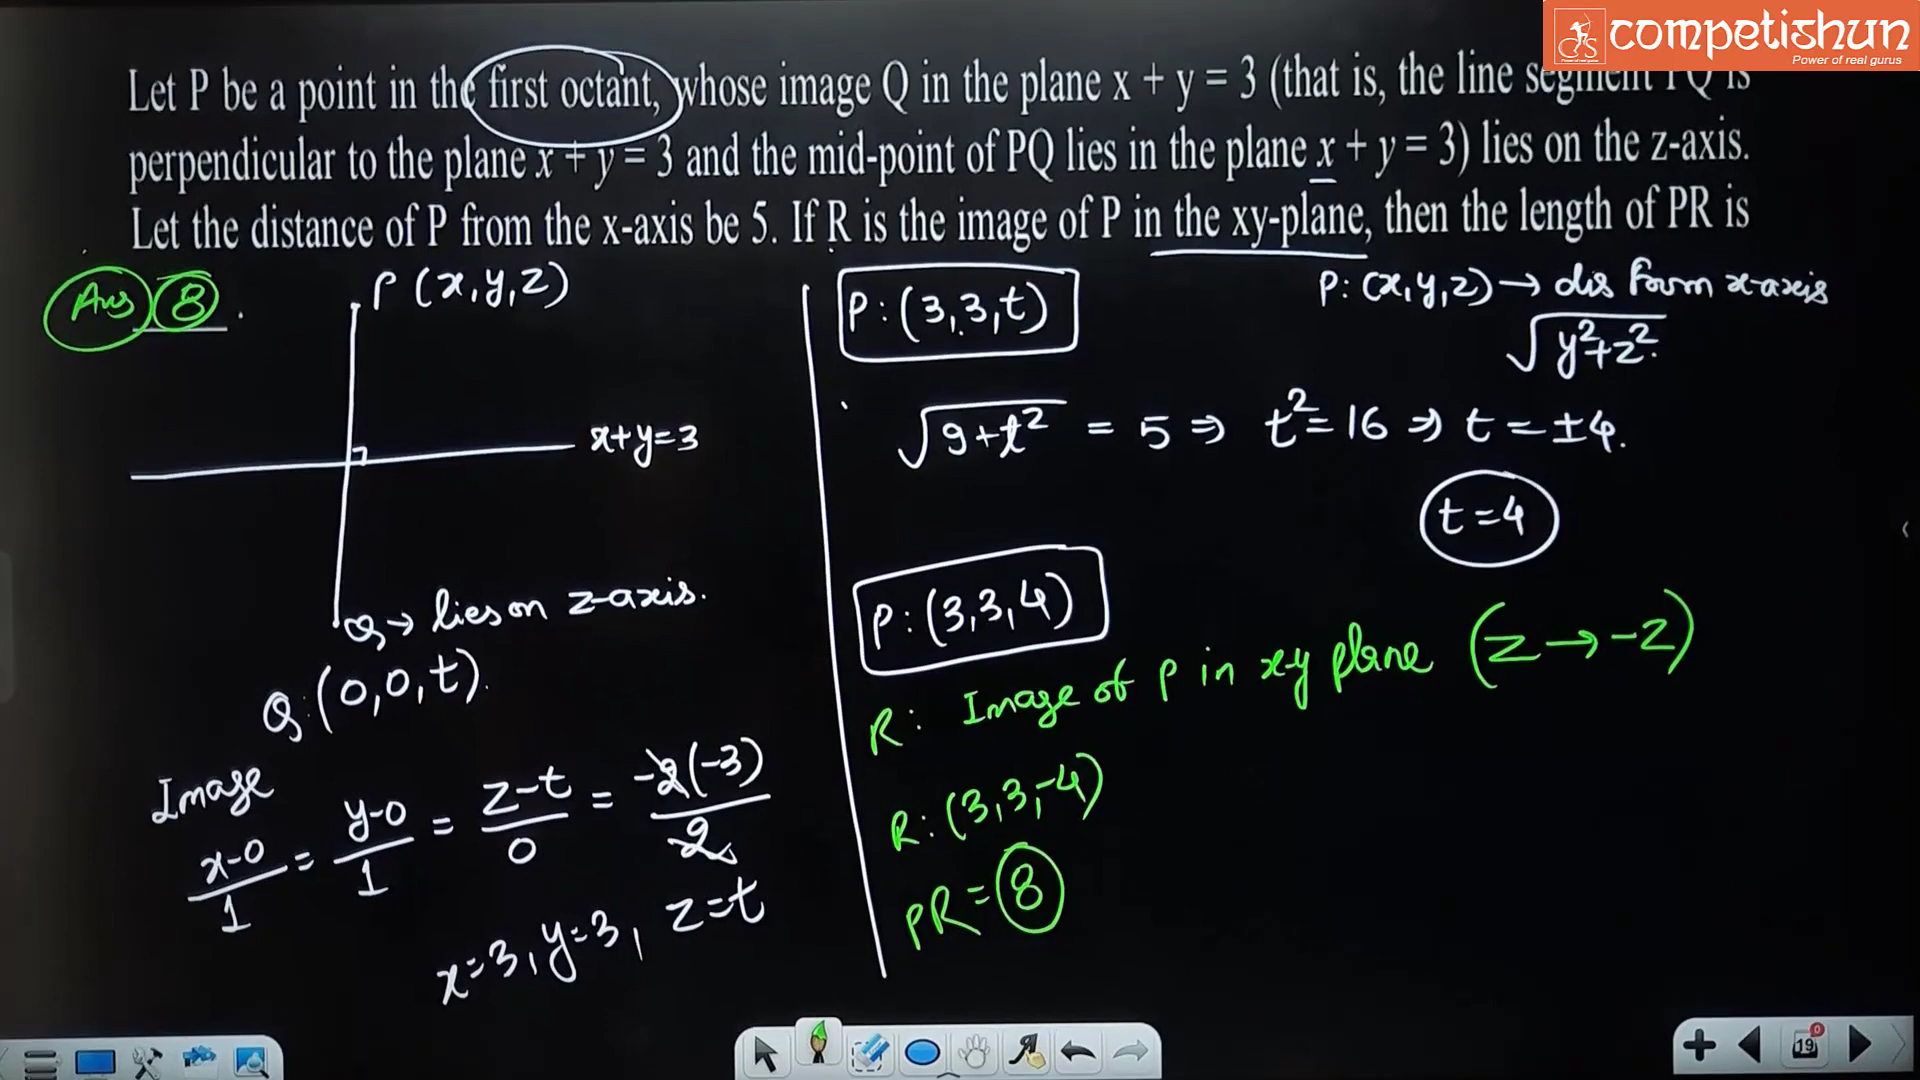 competishun
Power of real gurus
Let P be a point in the first octant, whose image Q in the plane x + y = 3 (that is, the line segment PQ is
perpendicular to the plane x + y = 3 and the mid-point of PQ lies in the plane x + y = 3) lies on the z-axis.
Let the distance of P from the x-axis be 5. If R is the image of P in the xy-plane, then the length of PR is
Ans 8 .
P (x,y,z)
x+y=3
Q → lies on z-axis.
Q:(0,0,t).
Image
x-0/1 = y-0/1 = z-t/0 = -2(-3)/2
x=3, y=3, z=t
P:(3,3,t)
P:(x,y,z) → dis form x-axis
√y²+z².
√9+t² = 5 ⇒ t²=16 ⇒ t=±4.
t=4
P:(3,3,4)
R: Image of P in x-y plane (z→-z)
R:(3,3,-4)
PR=8
19
0